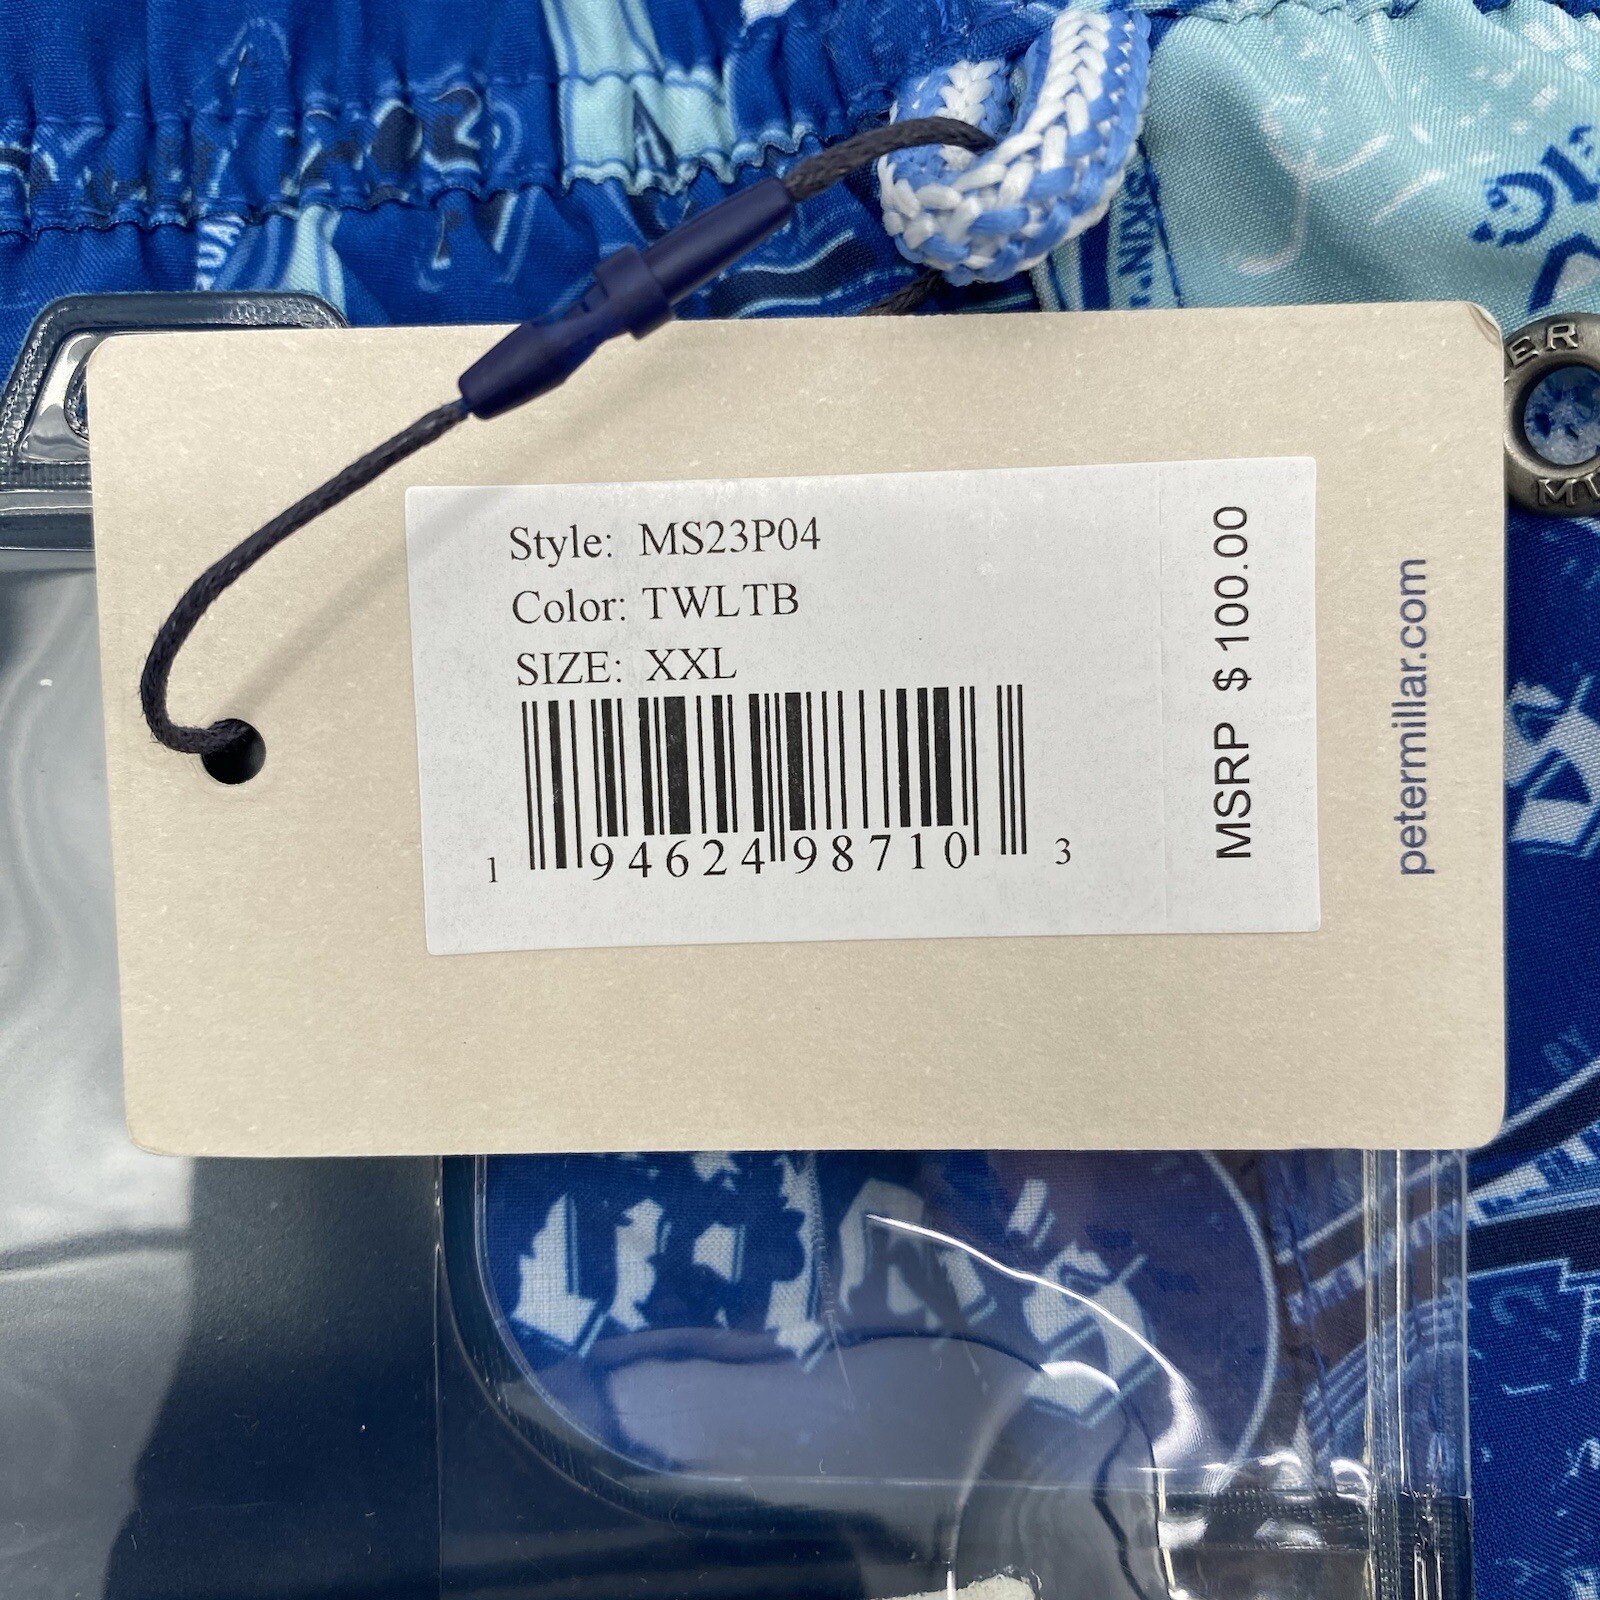 Style: MS23P04
Color: TWLTB
SIZE: XXL
1 94624 98710 3
MSRP $ 100.00
petermillar.com